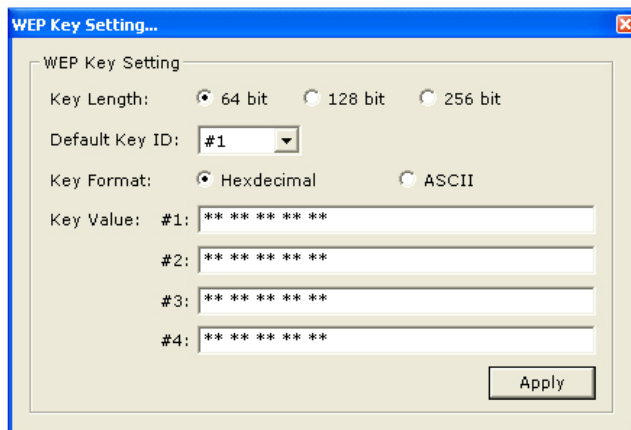 WEP Key Setting...
WEP Key Setting
Key Length: 64 bit 128 bit 256 bit
Default Key ID: #1
Key Format: Hexdecimal ASCII
Key Value: #1: ** ** ** ** **
#2: ** ** ** ** **
#3: ** ** ** ** **
#4: ** ** ** ** **
Apply